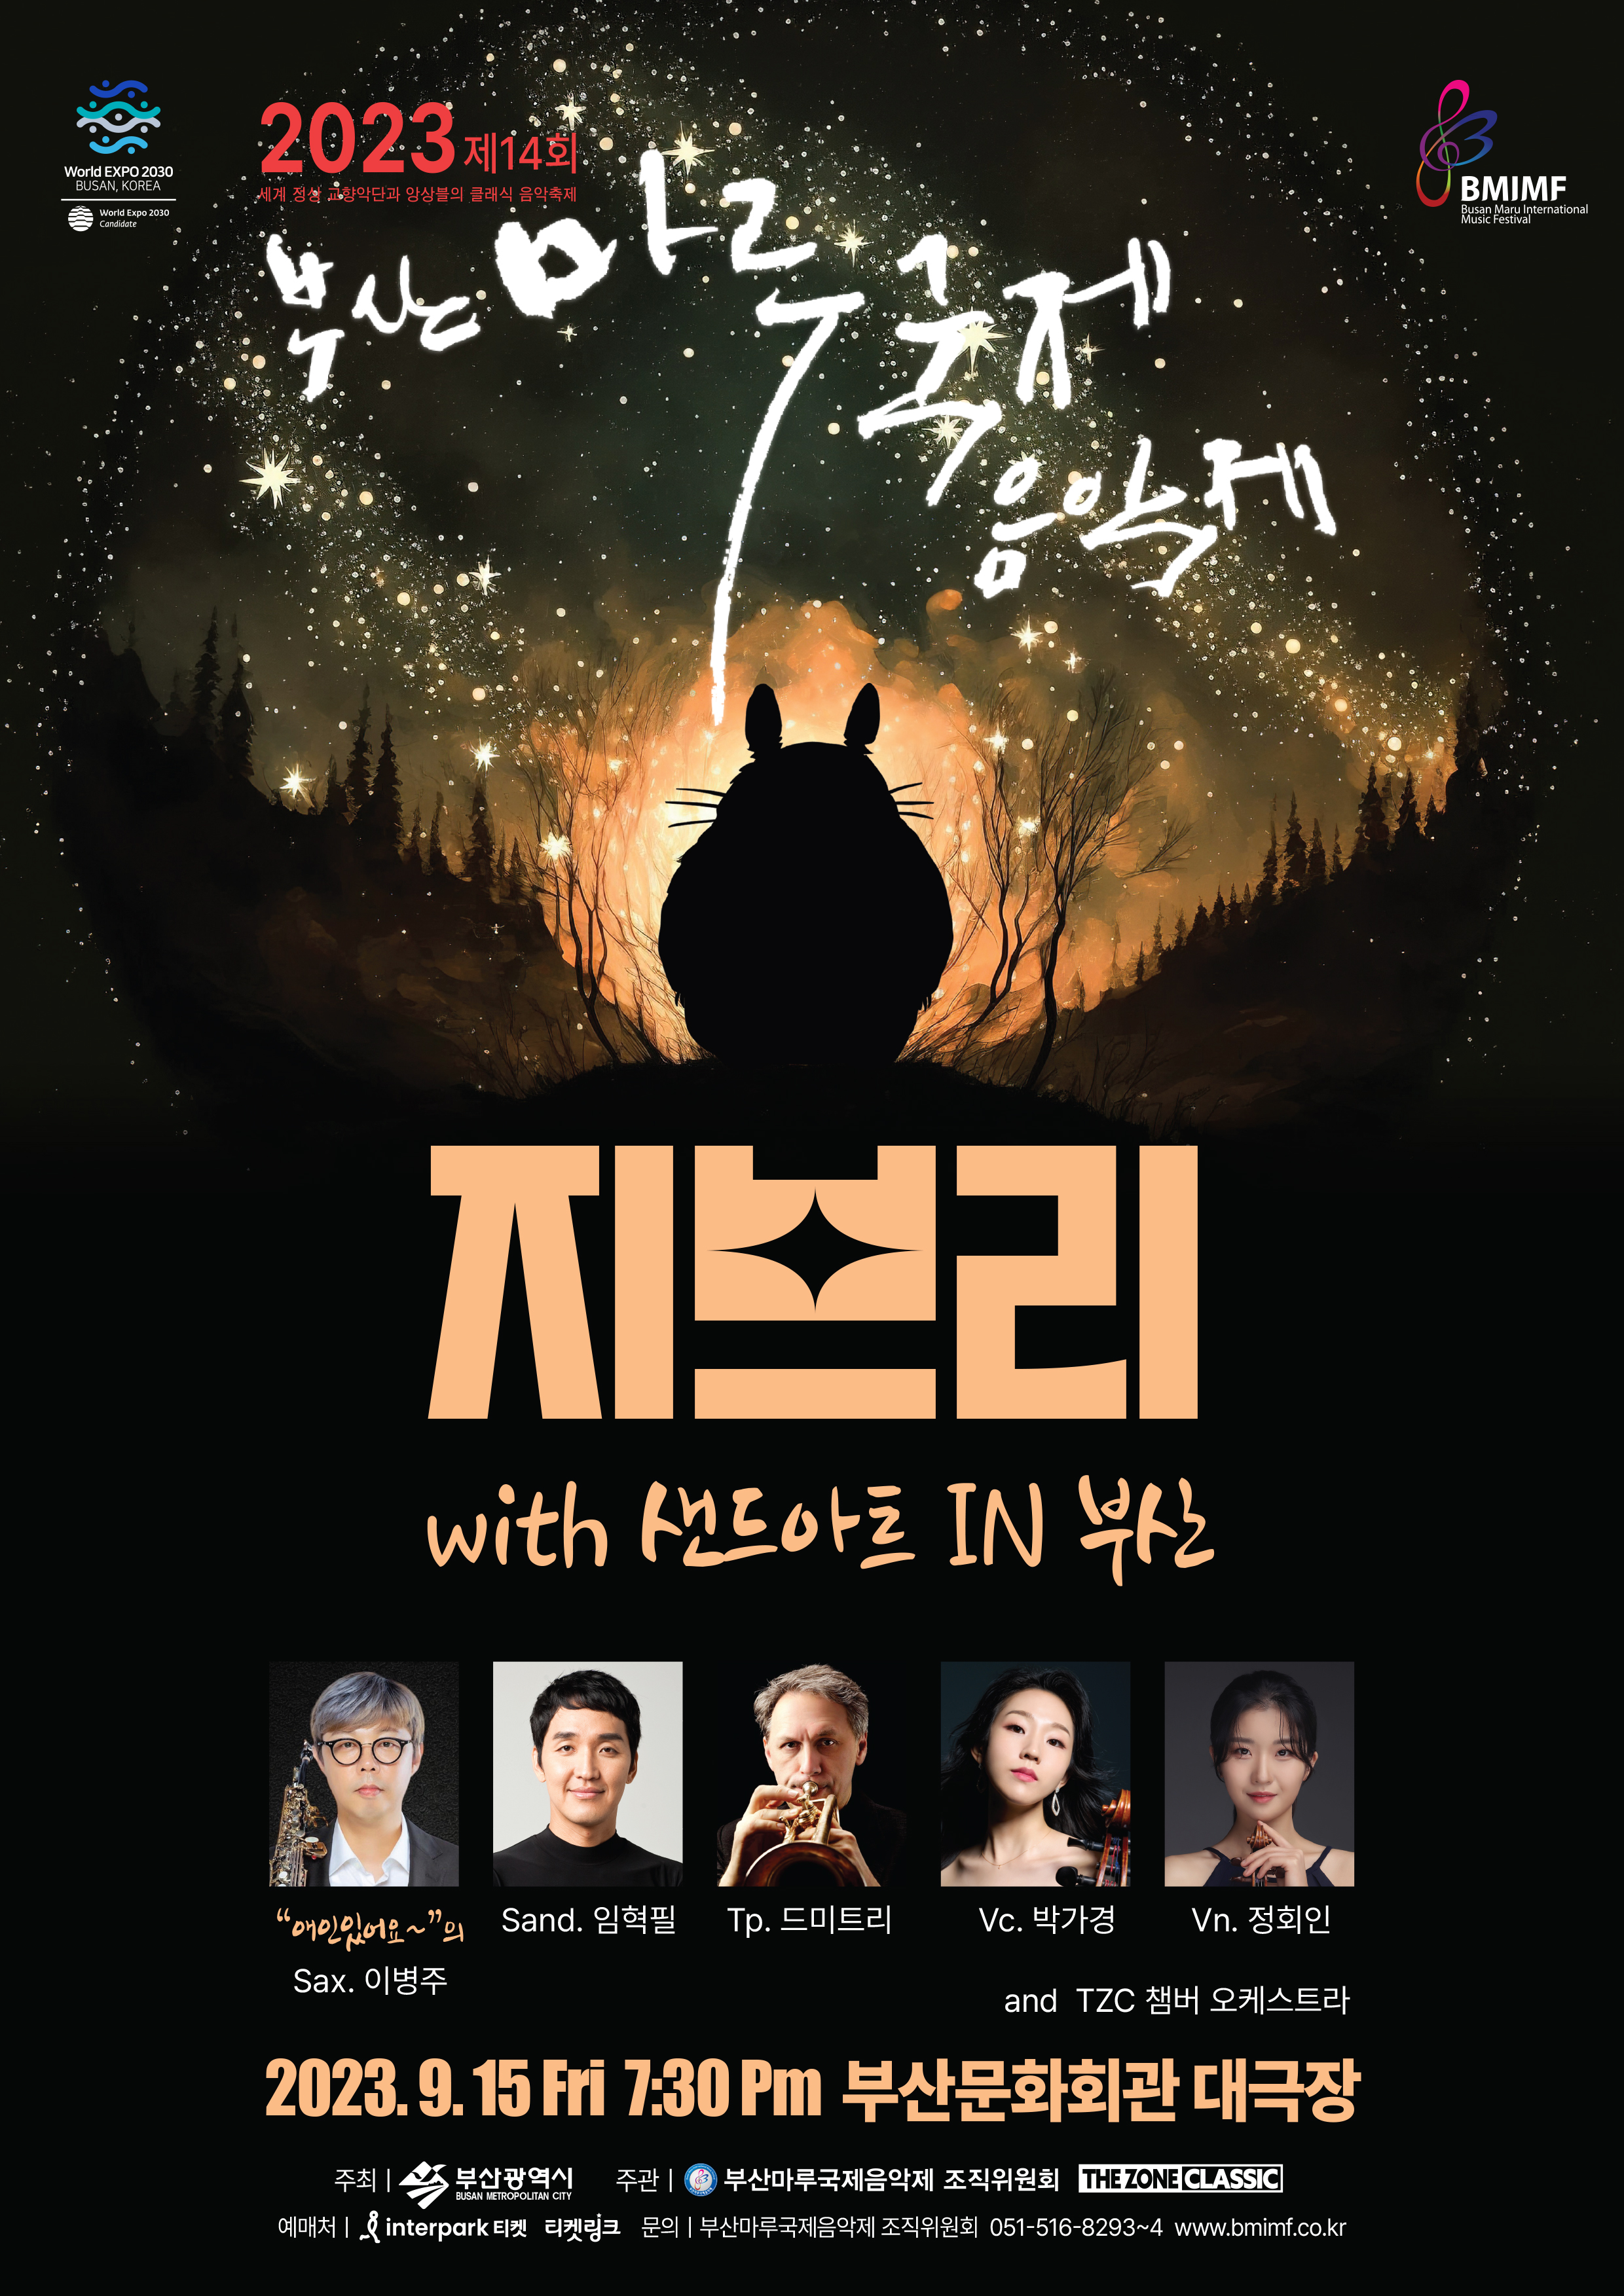 World EXPO 2030
BUSAN, KOREA
World Expo 2030
Candidate
2023 제14회
세계 정상 교향악단과 앙상블의 클래식 음악축제
BMIMF
Busan Maru International
Music Festival
부산마루국제음악제
지브리
with 샌드아트 IN 부산
“애인있어요~”의
Sax. 이병주
Sand. 임혁필
Tp. 드미트리
Vc. 박가경
Vn. 정회인
and TZC 챔버 오케스트라
2023. 9. 15 Fri 7:30 Pm 부산문화회관 대극장
주최 | 부산광역시 BUSAN METROPOLITAN CITY 주관 | 부산마루국제음악제 조직위원회 THE ZONE CLASSIC
예매처 | interpark 티켓 티켓링크 문의 | 부산마루국제음악제 조직위원회 051-516-8293~4 www.bmimf.co.kr